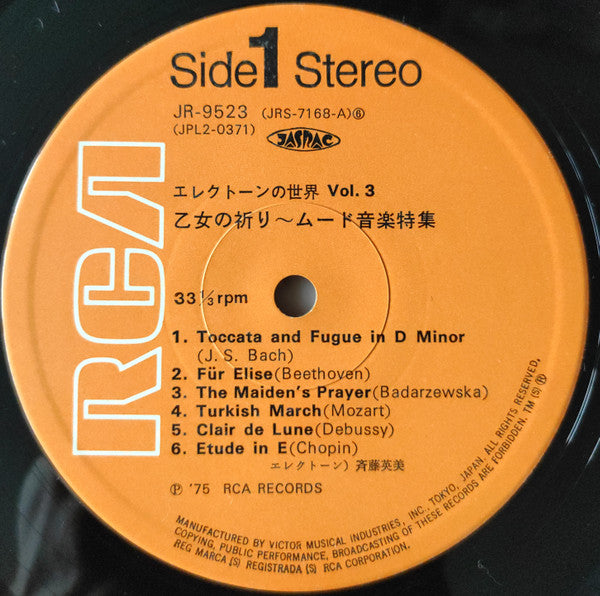 Side 1 Stereo
JR-9523 (JRS-7168-A)⑥
(JPL2-0371)
JASRAC
RCA
エレクトーンの世界 Vol. 3
乙女の祈り～ムード音楽特集
33 1/3 rpm
1. Toccata and Fugue in D Minor
(J. S. Bach)
2. Für Elise (Beethoven)
3. The Maiden's Prayer (Badarzewska)
4. Turkish March (Mozart)
5. Clair de Lune (Debussy)
6. Etude in E (Chopin)
エレクトーン) 斉藤英美
Ⓟ '75 RCA RECORDS
MANUFACTURED BY VICTOR MUSICAL INDUSTRIES, INC., TOKYO, JAPAN. ALL RIGHTS RESERVED.
COPYING, PUBLIC PERFORMANCE, BROADCASTING OF THESE RECORDS ARE FORBIDDEN. TM (S) ®
REG MARCA (S) REGISTRADA (S) RCA CORPORATION.